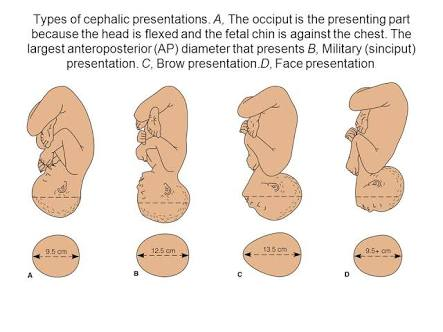 Types of cephalic presentations. A, The occiput is the presenting part
because the head is flexed and the fetal chin is against the chest. The
largest anteroposterior (AP) diameter that presents B, Military (sinciput)
presentation. C, Brow presentation.D, Face presentation
9.5 cm
12.5 cm
13.5 cm
9.5+ cm
A
B
C
D